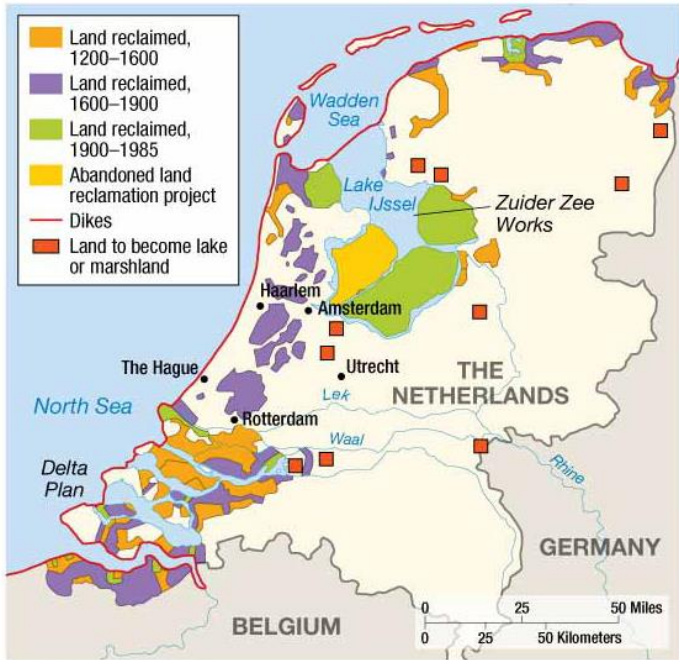 Land reclaimed,
1200–1600
Land reclaimed,
1600–1900
Land reclaimed,
1900–1985
Abandoned land
reclamation project
Dikes
Land to become lake
or marshland
Wadden
Sea
Lake
IJssel
Zuider Zee
Works
Haarlem
Amsterdam
The Hague
Utrecht
THE
NETHERLANDS
Lek
North Sea
Rotterdam
Waal
Delta
Plan
Rhine
GERMANY
BELGIUM
0 25 50 Miles
0 25 50 Kilometers